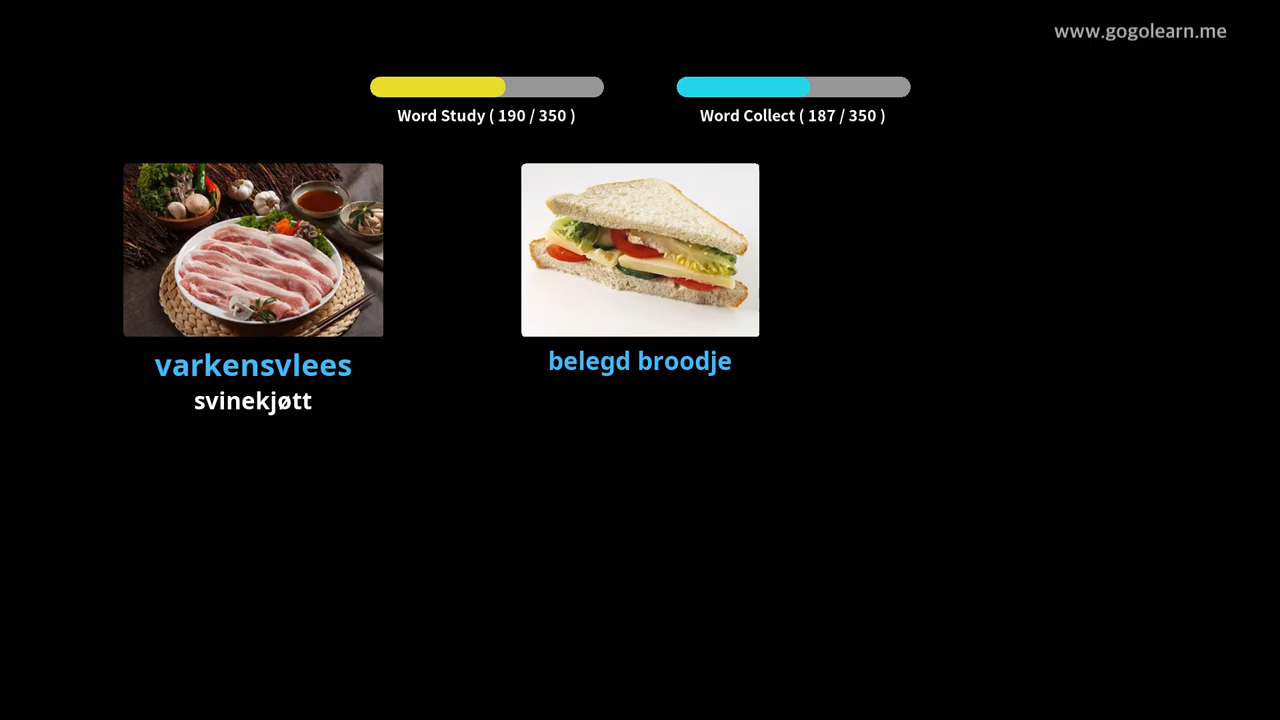 www.gogolearn.me
Word Study ( 190 / 350 )
Word Collect ( 187 / 350 )
varkensvlees
svinekjøtt
belegd broodje